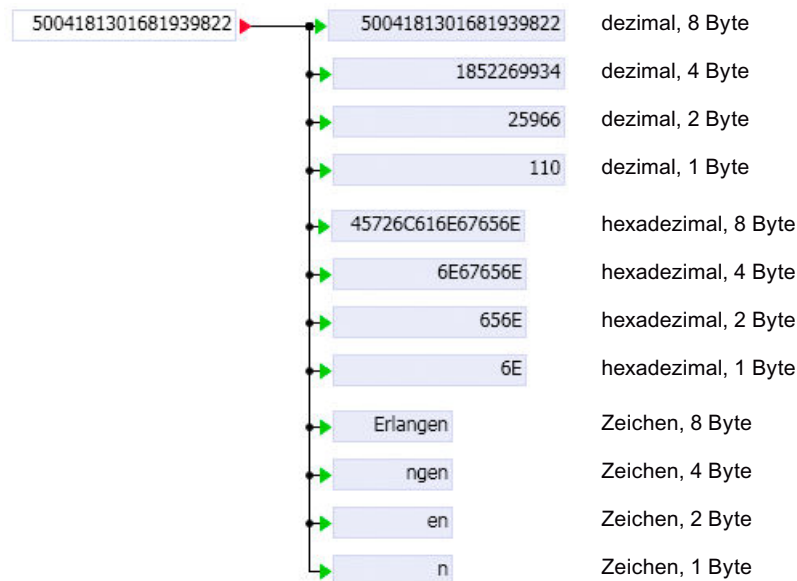 5004181301681939822 5004181301681939822 dezimal, 8 Byte
1852269934 dezimal, 4 Byte
25966 dezimal, 2 Byte
110 dezimal, 1 Byte
45726C616E67656E hexadezimal, 8 Byte
6E67656E hexadezimal, 4 Byte
656E hexadezimal, 2 Byte
6E hexadezimal, 1 Byte
Erlangen Zeichen, 8 Byte
ngen Zeichen, 4 Byte
en Zeichen, 2 Byte
n Zeichen, 1 Byte